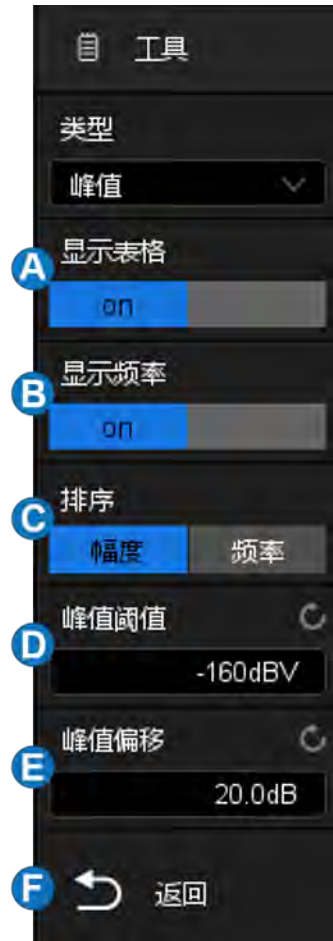 工具
类型
峰值
A 显示表格
on
B 显示频率
on
C 排序
幅度 频率
D 峰值阈值
-160dBV
E 峰值偏移
20.0dB
F 返回